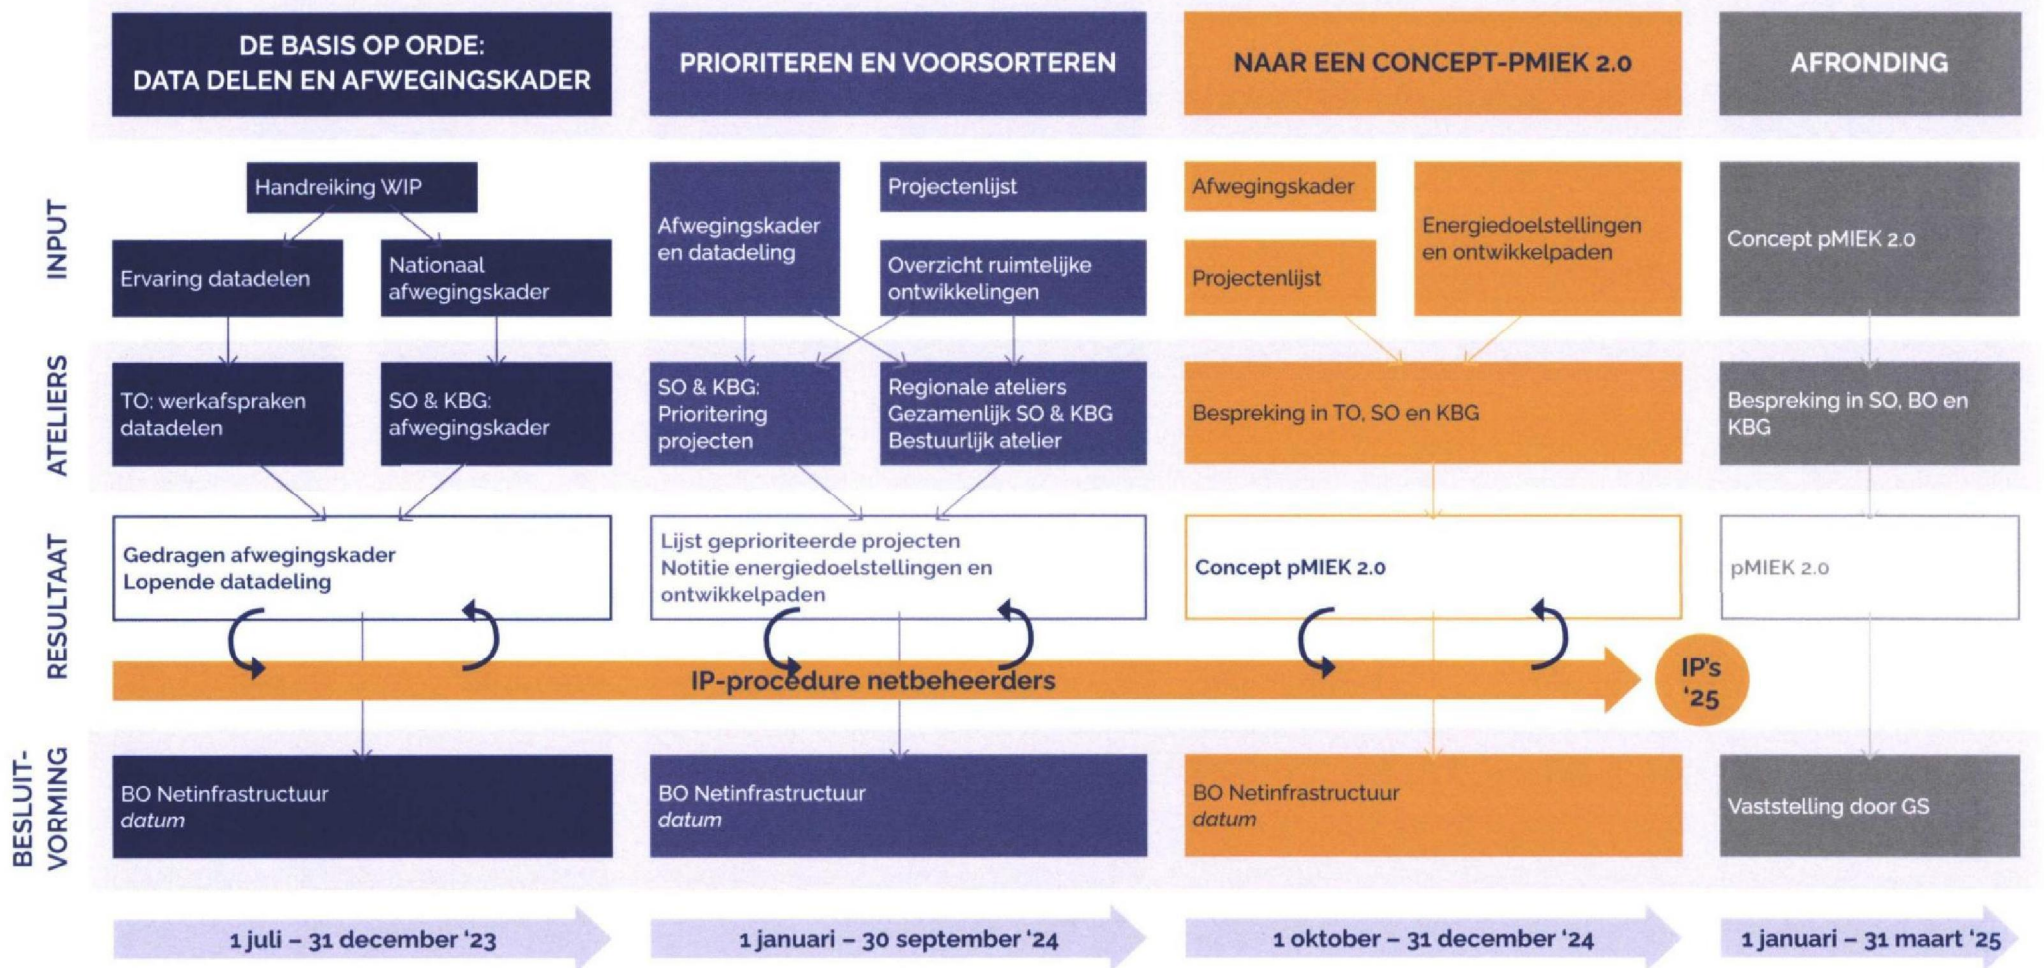 DE BASIS OP ORDE:
DATA DELEN EN AFWEGINGSKADER
PRIORITEREN EN VOORSORTEREN
NAAR EEN CONCEPT-PMIEK 2.0
AFRONDING
INPUT
Handreiking WIP
Ervaring datadelen
Nationaal
afwegingskader
Afwegingskader
en datadeling
Projectenlijst
Overzicht ruimtelijke
ontwikkelingen
Afwegingskader
Projectenlijst
Energiedoelstellingen
en ontwikkelpaden
Concept pMIEK 2.0
ATELIERS
TO: werkafspraken
datadelen
SO & KBG:
afwegingskader
SO & KBG:
Prioritering
projecten
Regionale ateliers
Gezamenlijk SO & KBG
Bestuurlijk atelier
Bespreking in TO, SO en KBG
Bespreking in SO, BO en
KBG
RESULTAAT
Gedragen afwegingskader
Lopende datadeling
Lijst geprioriteerde projecten
Notitie energiedoelstellingen en
ontwikkelpaden
Concept pMIEK 2.0
pMIEK 2.0
IP-procedure netbeheerders
IP's
'25
BESLUIT-
VORMING
BO Netinfrastructuur
datum
BO Netinfrastructuur
datum
BO Netinfrastructuur
datum
Vaststelling door GS
1 juli – 31 december '23
1 januari – 30 september '24
1 oktober – 31 december '24
1 januari – 31 maart '25